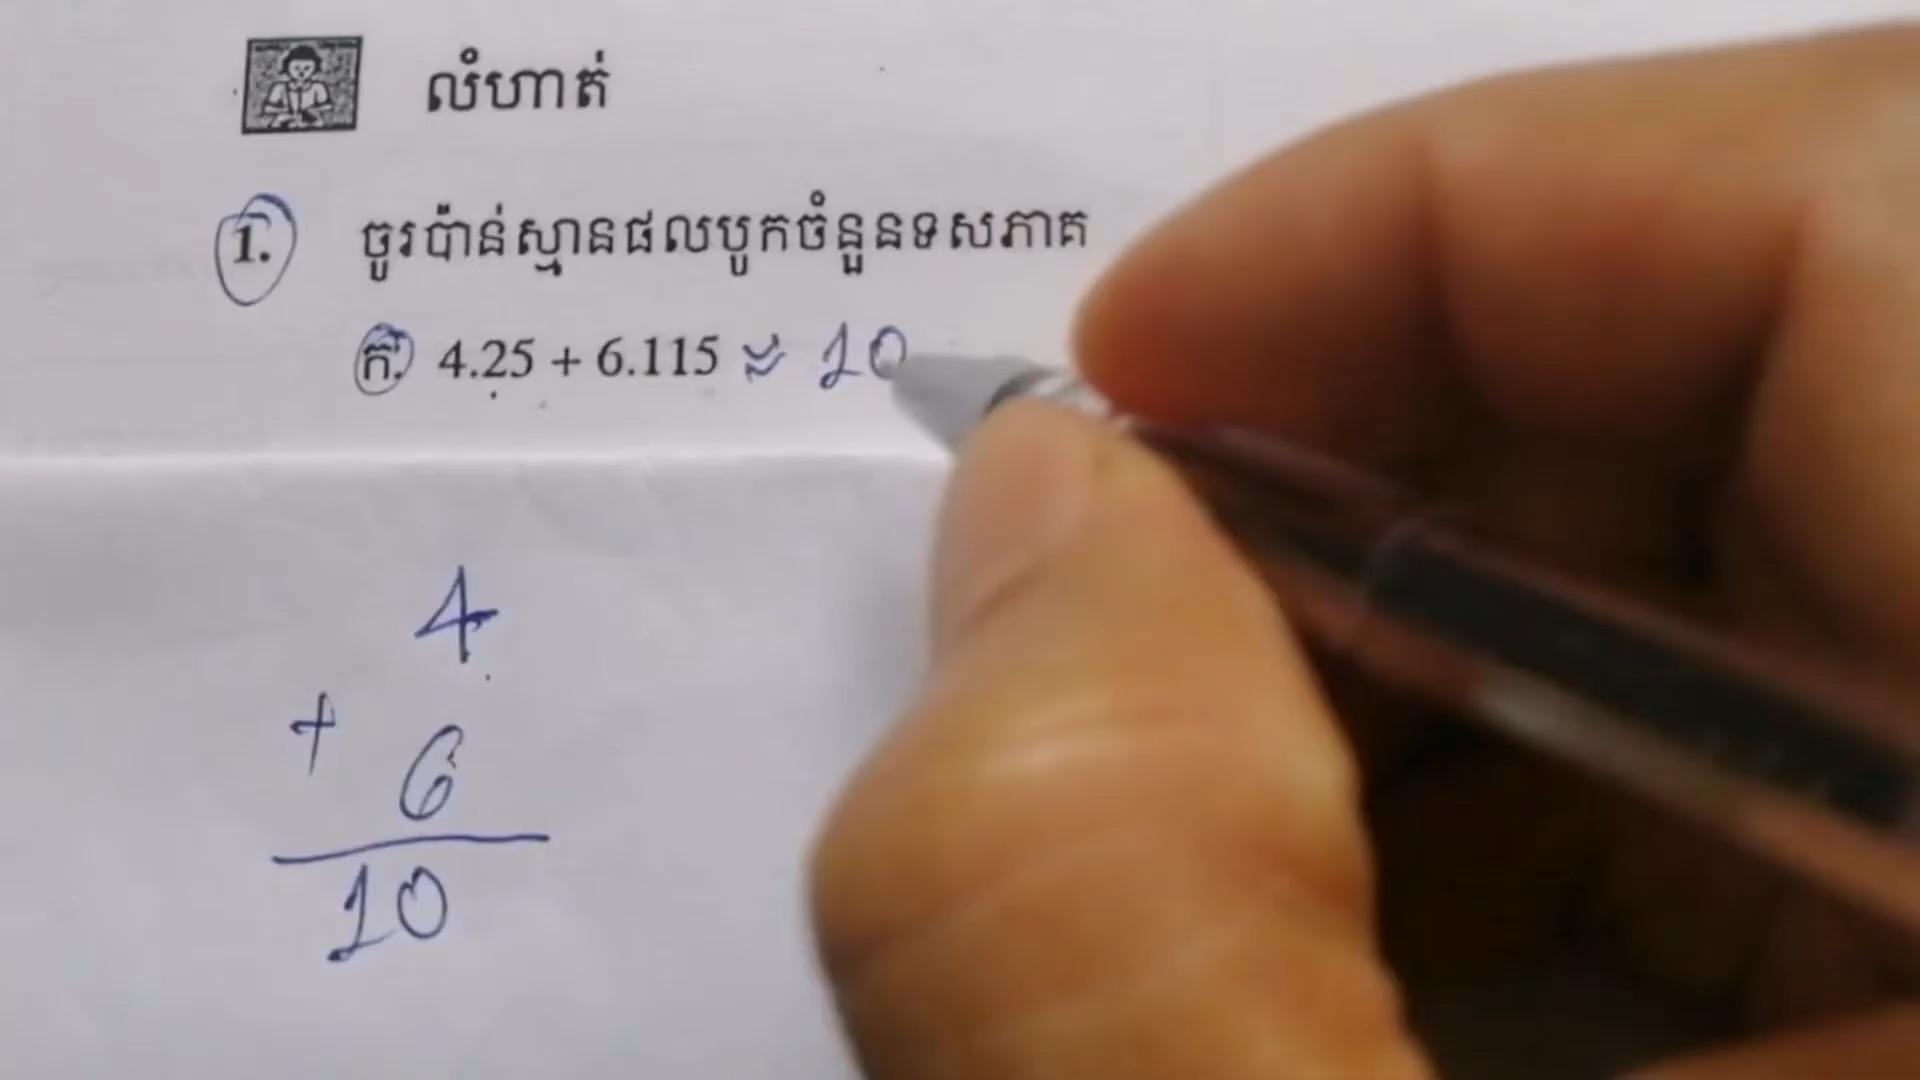 លំហាត់
1. ចូរប៉ាន់ស្មានផលបូកចំនួនទសភាគ
ក. 4.25 + 6.115 ≈ 10
4
+ 6
10